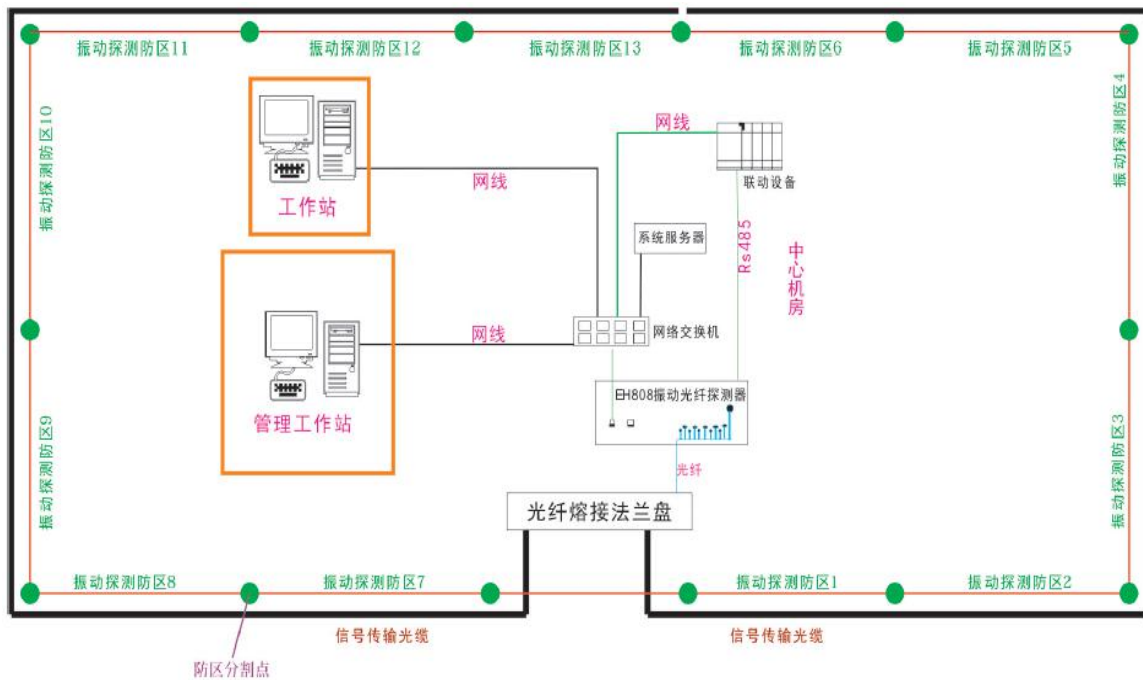 振动探测防区11
振动探测防区12
振动探测防区13
振动探测防区6
振动探测防区5
振动探测防区10
振动探测防区4
网线
联动设备
网线
工作站
系统服务器
Rs485
中心机房
网线
网络交换机
EH808振动光纤探测器
管理工作站
振动探测防区9
振动探测防区3
光纤
光纤熔接法兰盘
振动探测防区8
振动探测防区7
振动探测防区1
振动探测防区2
信号传输光缆
信号传输光缆
防区分割点